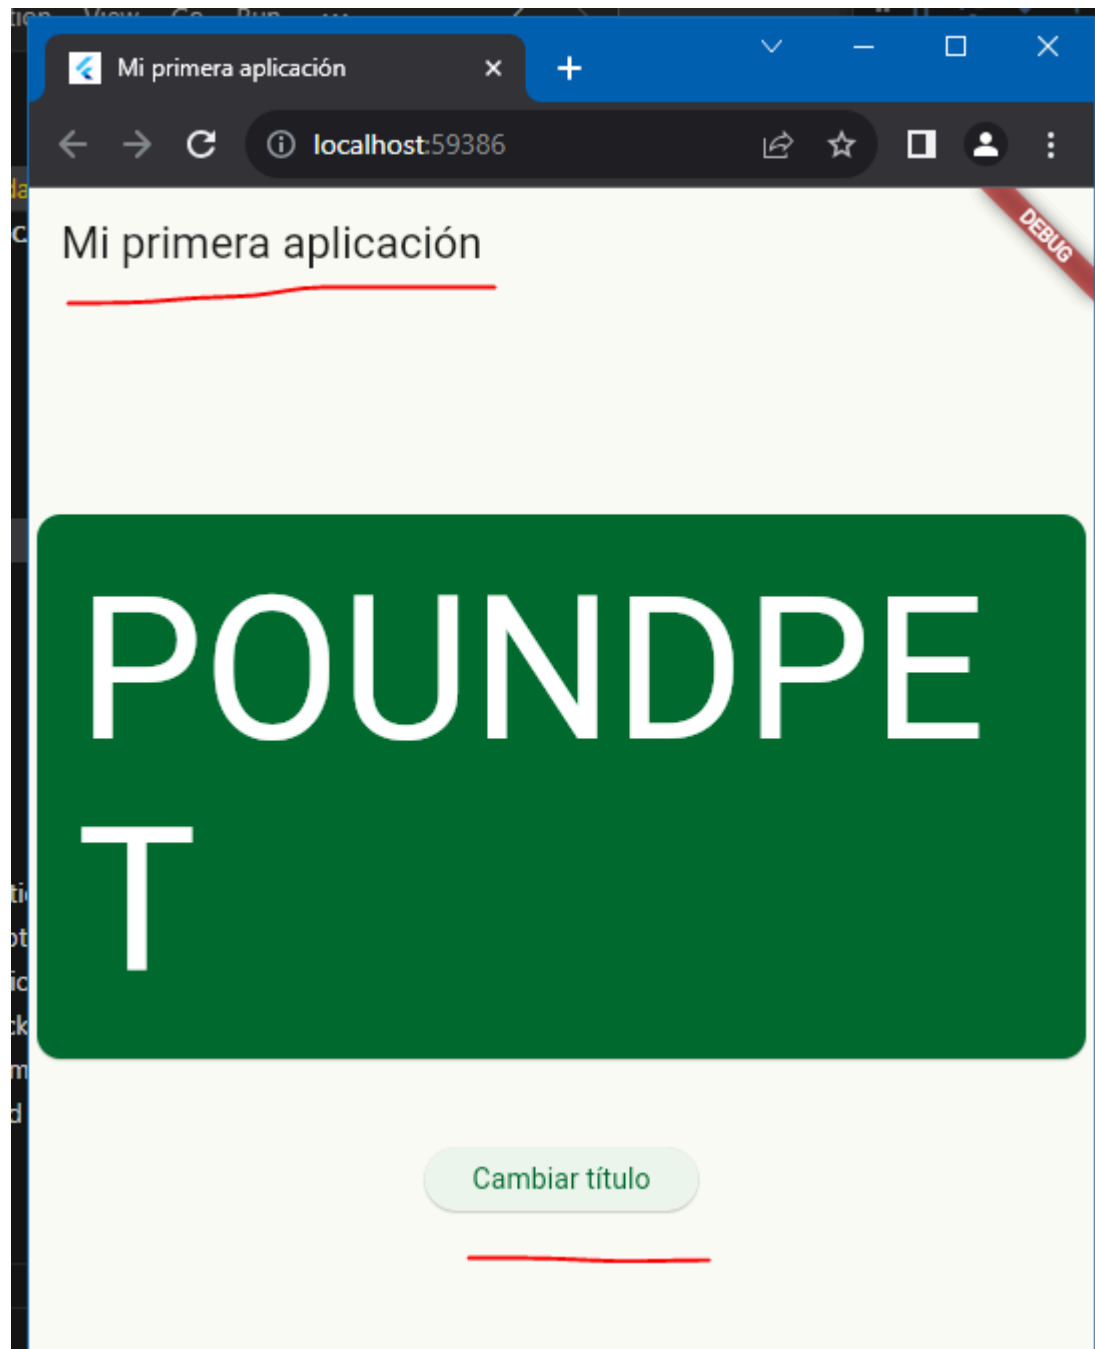 Mi primera aplicación
localhost:59386
Mi primera aplicación
DEBUG
POUNDPE
T
Cambiar título